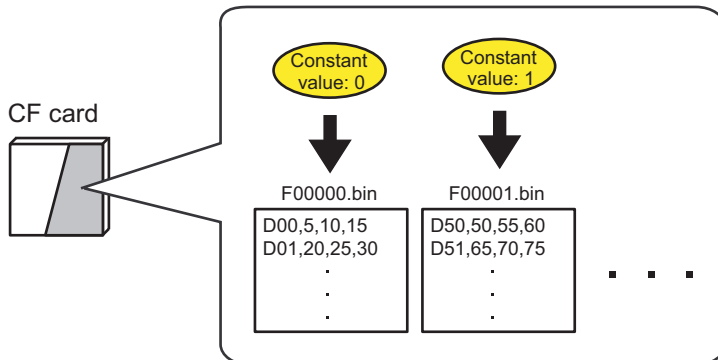 CF card
Constant
value: 0
Constant
value: 1
F00000.bin
F00001.bin
D00,5,10,15
D01,20,25,30
D50,50,55,60
D51,65,70,75